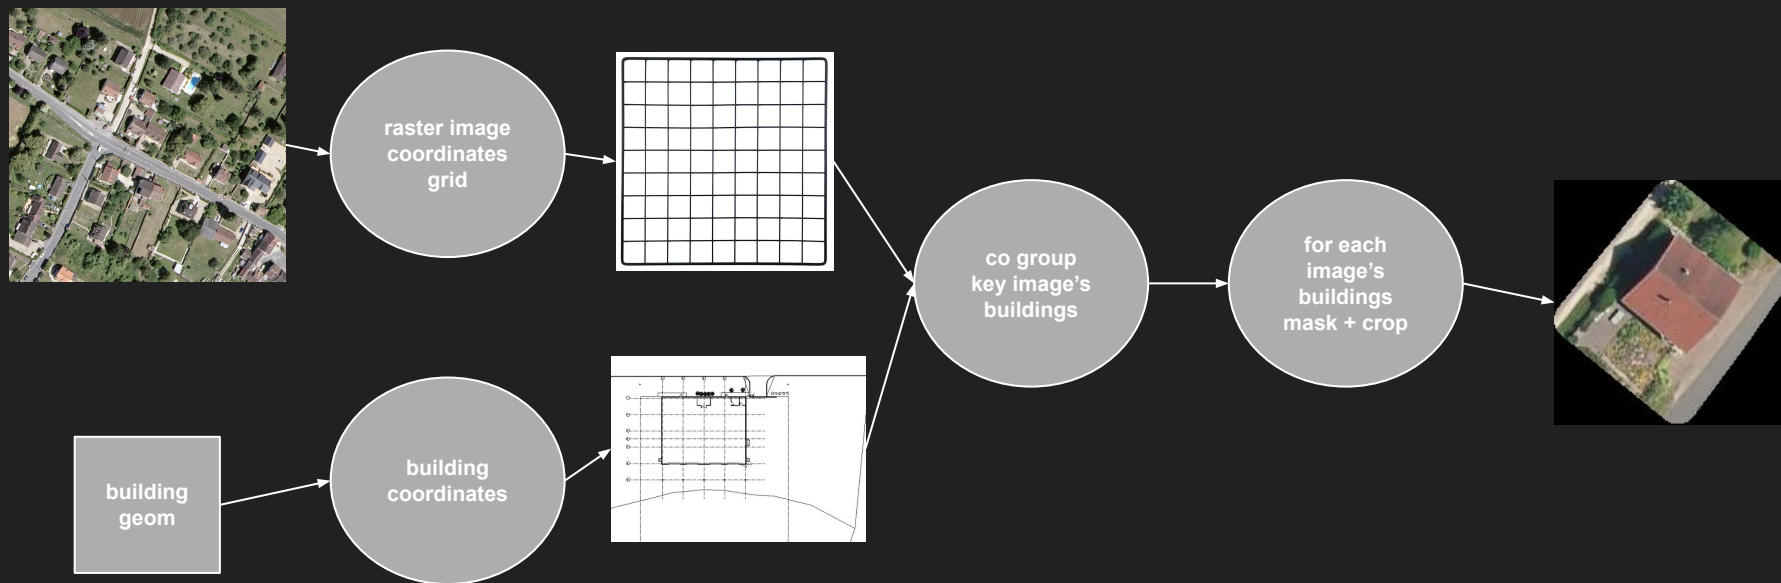 raster image
coordinates
grid
co group
key image's
buildings
for each
image's
buildings
mask + crop
building
coordinates
building
geom